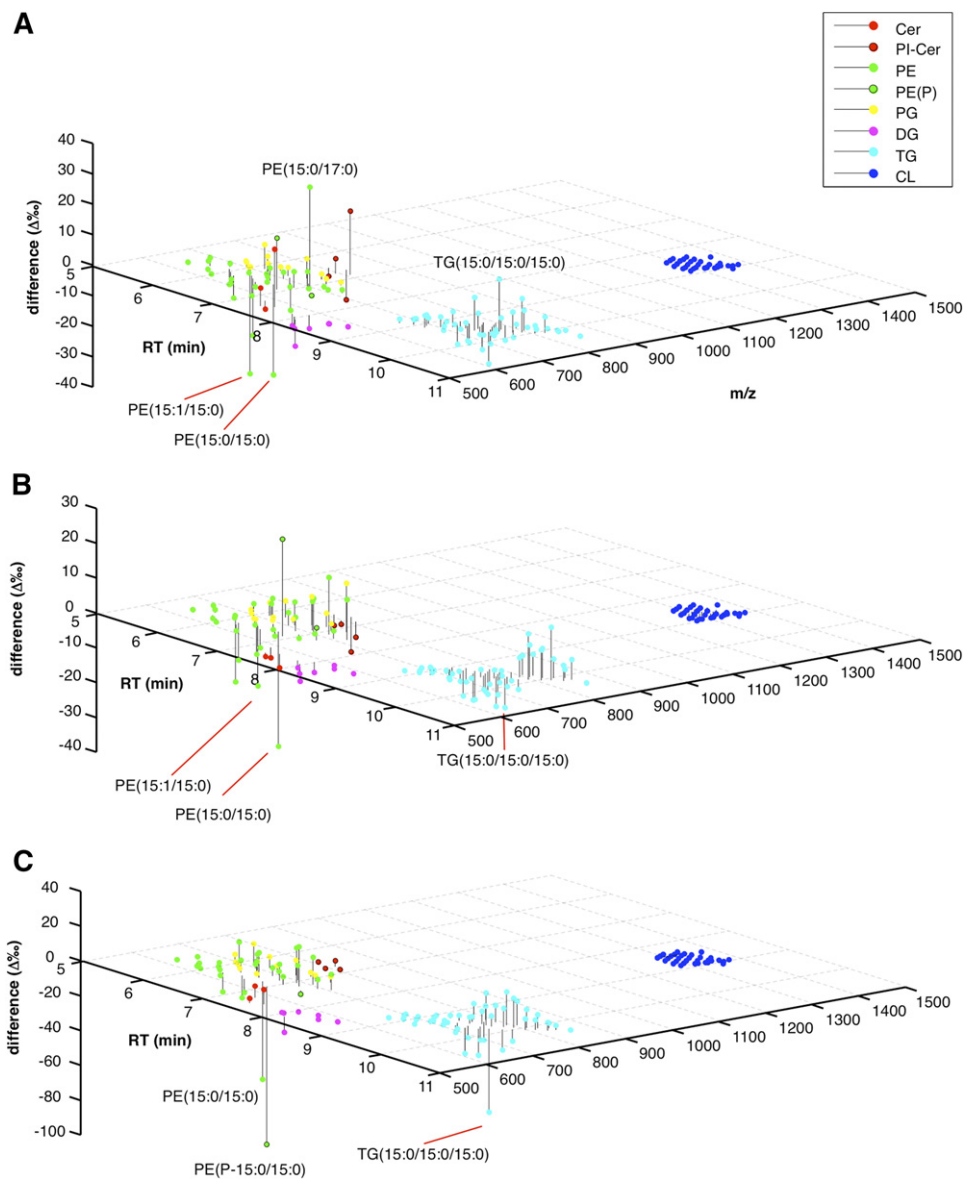 A
Cer
PI-Cer
PE
PE(P)
PG
DG
TG
CL
40
30
20
10
0
-10
-20
-30
-40
difference (Δ‰)
PE(15:0/17:0)
TG(15:0/15:0/15:0)
5
6
7
8
9
10
11
RT (min)
500
600
700
800
900
1000
1100
1200
1300
1400
1500
m/z
PE(15:1/15:0)
PE(15:0/15:0)
B
30
20
10
0
-10
-20
-30
-40
difference (Δ‰)
5
6
7
8
9
10
11
RT (min)
500
600
700
800
900
1000
1100
1200
1300
1400
1500
TG(15:0/15:0/15:0)
PE(15:1/15:0)
PE(15:0/15:0)
C
40
20
0
-20
-40
-60
-80
-100
difference (Δ‰)
5
6
7
8
9
10
11
RT (min)
500
600
700
800
900
1000
1100
1200
1300
1400
1500
PE(15:0/15:0)
TG(15:0/15:0/15:0)
PE(P-15:0/15:0)